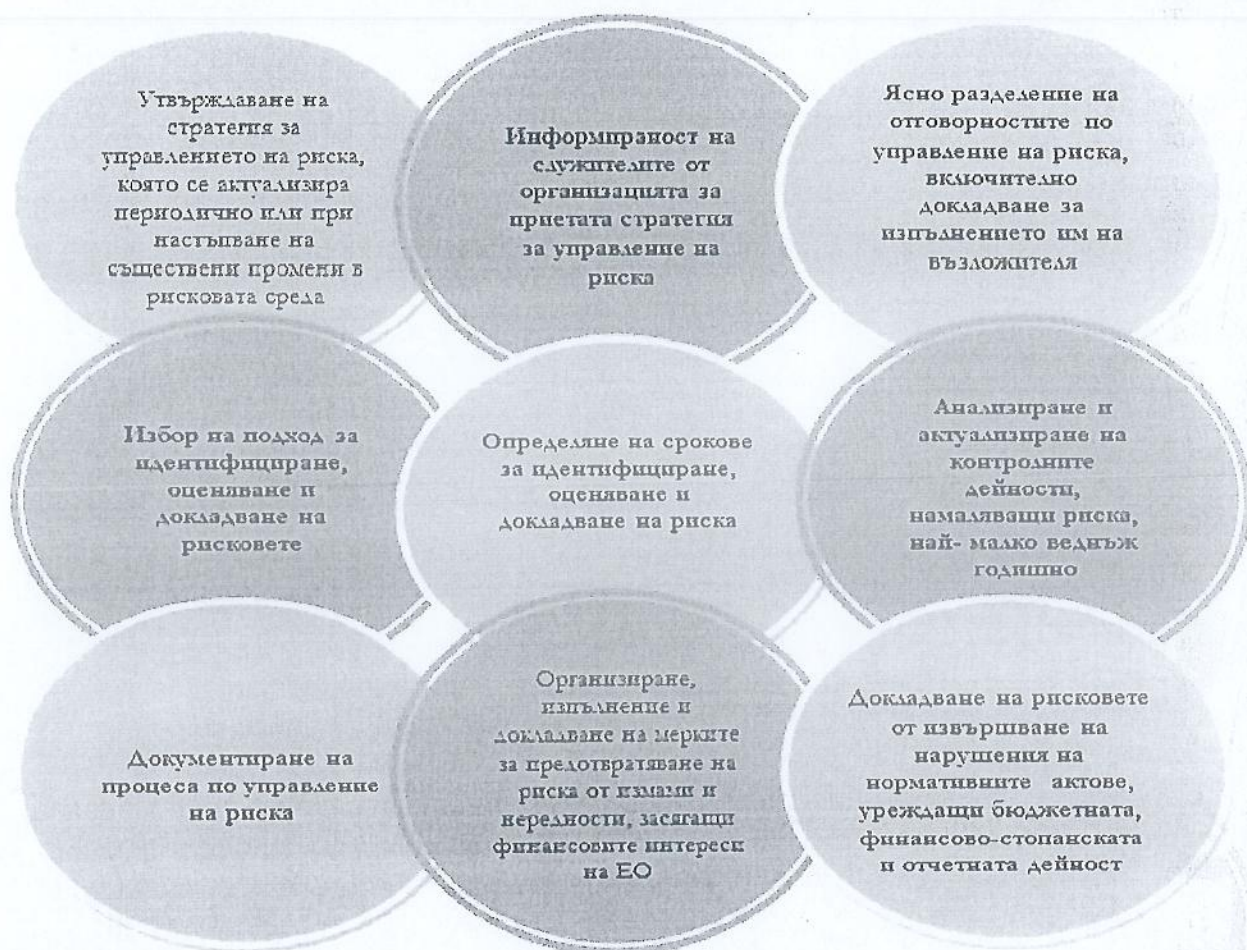 Утвърждаване на
стратегия за
управлението на риска,
която се актуализира
периодично или при
настъпване на
съществени промени в
рисковата среда
Информираност на
служителите от
организацията за
приетата стратегия
за управление на
риска
Ясно разделение на
отговорностите по
управление на риска,
включително
докладване за
изпълнението им на
възложителя
Избор на подход за
идентифициране,
оценяване и
докладване на
рисковете
Определяне на срокове
за идентифициране,
оценяване и
докладване на риска
Анализиране и
актуализиране на
контролните
дейности,
намаляващи риска,
най- малко веднъж
годишно
Документиране на
процеса по управление
на риска
Организиране,
изпълнение и
докладване на мерките
за предотвратяване на
риска от измами и
нередности, засягащи
финансовите интереси
на ЕО
Докладване на рисковете
от извършване на
нарушения на
нормативните актове,
уреждащи бюджетната,
финансово-стопанската
и отчетната дейност